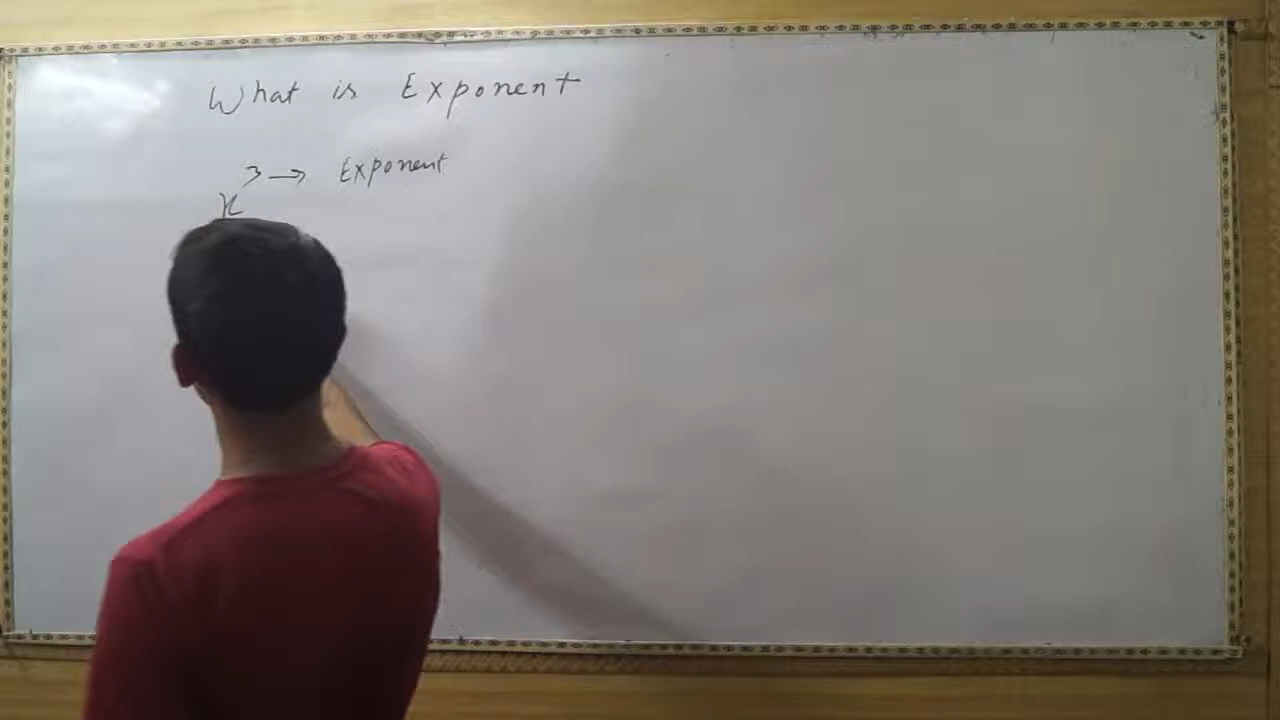 What is Exponent
3 → Exponent
x